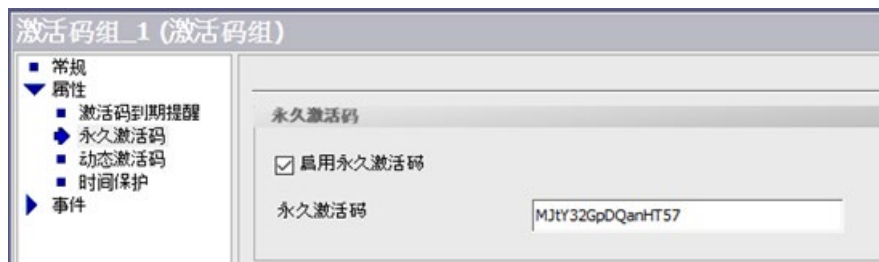 激活码组_1 (激活码组)
常规
属性
激活码到期提醒
永久激活码
动态激活码
时间保护
事件
永久激活码
启用永久激活码
永久激活码
MJtY32GpDQanHT57